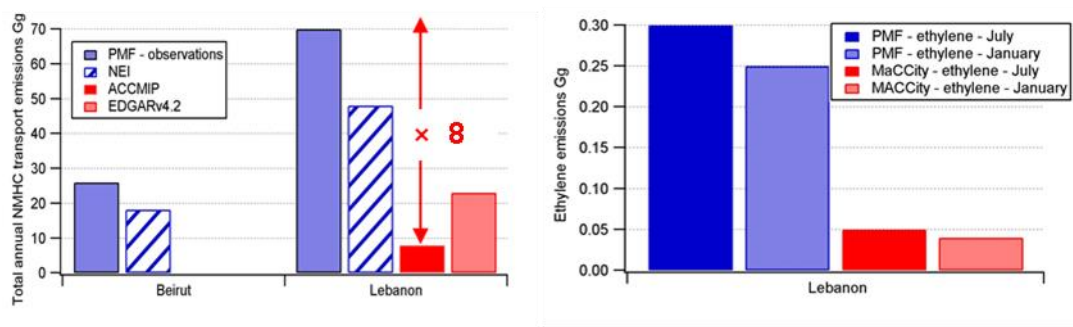 Total annual NMHC transport emissions Gg
70
60
50
40
30
20
10
0
PMF - observations
NEI
ACCMIP
EDGARv4.2
× 8
Beirut
Lebanon
Ethylene emissions Gg
0.30
0.25
0.20
0.15
0.10
0.05
0.00
PMF - ethylene - July
PMF - ethylene - January
MaCCity - ethylene - July
MACCity - ethylene - January
Lebanon